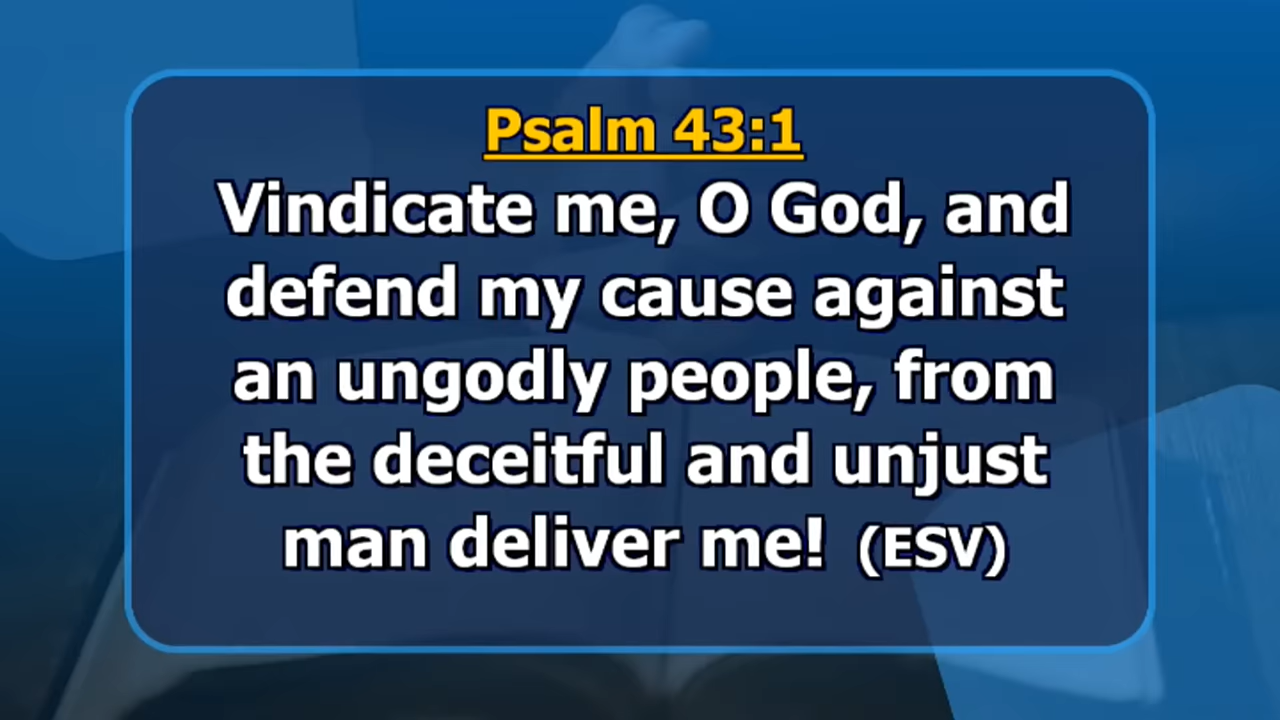 Psalm 43:1
Vindicate me, O God, and
defend my cause against
an ungodly people, from
the deceitful and unjust
man deliver me! (ESV)